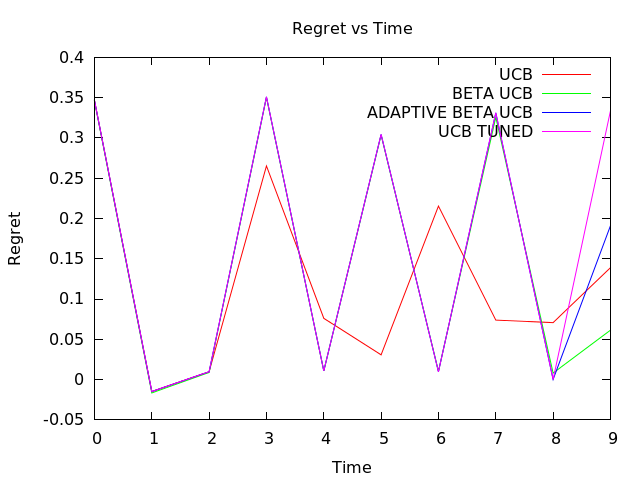 Regret vs Time
0.4
0.35
0.3
0.25
0.2
0.15
0.1
0.05
0
-0.05
Regret
UCB
BETA UCB
ADAPTIVE BETA UCB
UCB TUNED
0 1 2 3 4 5 6 7 8 9
Time